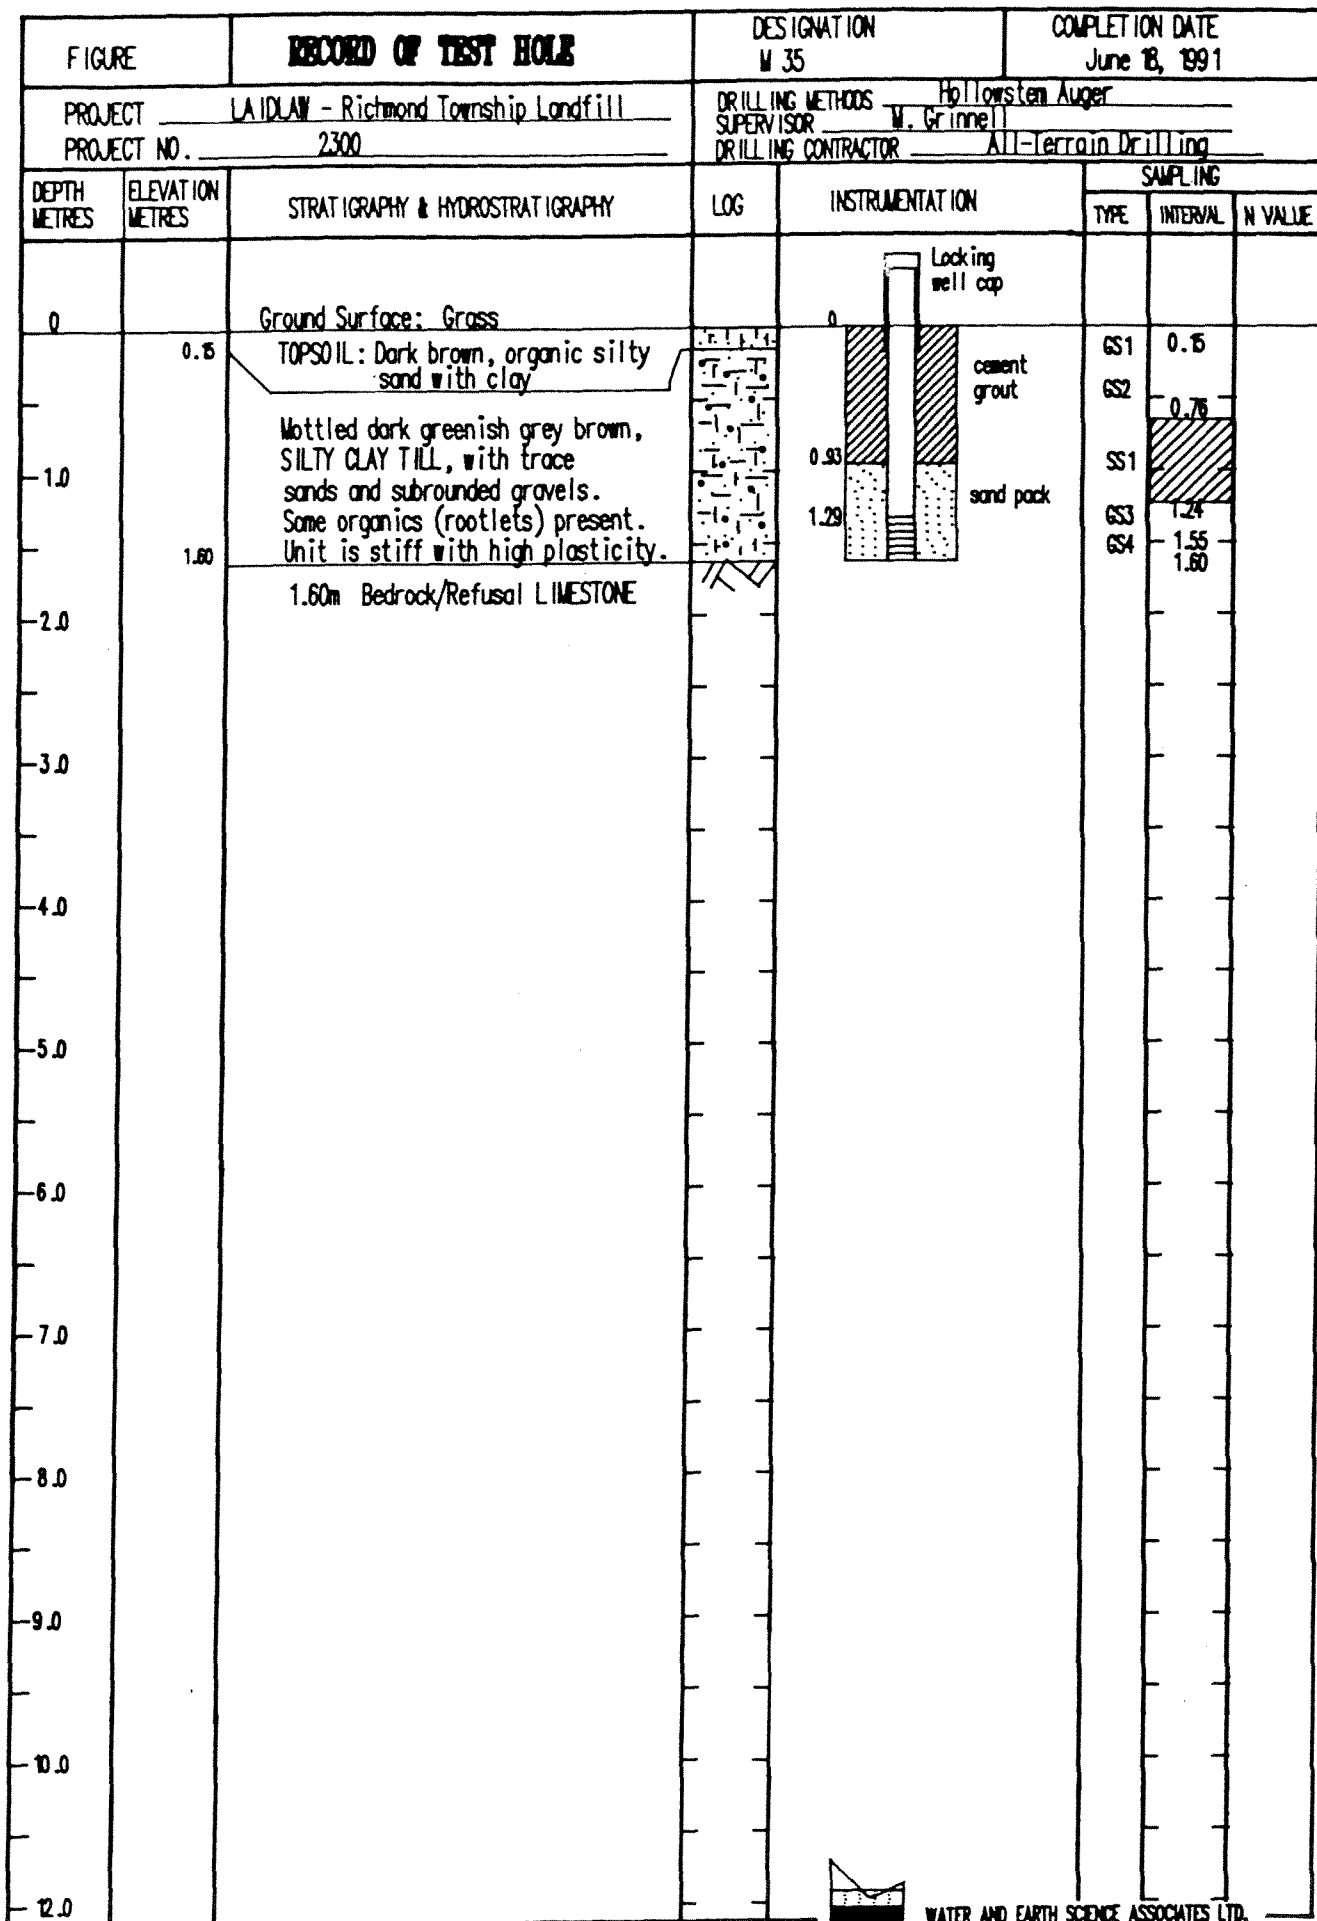 FIGURE
RECORD OF TEST HOLE
DESIGNATION
M 35
COMPLETION DATE
June 18, 1991
PROJECT LAIDLAW - Richmond Township Landfill
PROJECT NO. 2300
DRILLING METHODS Hollowstem Auger
SUPERVISOR M. Grinnell
DRILLING CONTRACTOR All-Terrain Drilling
DEPTH METRES
ELEVATION METRES
STRATIGRAPHY & HYDROSTRATIGRAPHY
LOG
INSTRUMENTATION
SAMPLING
TYPE
INTERVAL
N VALUE
Locking
well cap
0
Ground Surface: Grass
0
0.15
TOPSOIL: Dark brown, organic silty
sand with clay
cement
grout
GS1 0.15
GS2
0.76
Mottled dark greenish grey brown,
SILTY CLAY TILL, with trace
sands and subrounded gravels.
Some organics (rootlets) present.
Unit is stiff with high plasticity.
0.93
SS1
-1.0
sand pack
1.29
GS3 1.24
GS4 1.55
1.60
1.60
1.60m Bedrock/Refusal LIMESTONE
-2.0
-3.0
-4.0
-5.0
-6.0
-7.0
-8.0
-9.0
-10.0
-12.0
WATER AND EARTH SCIENCE ASSOCIATES LTD.